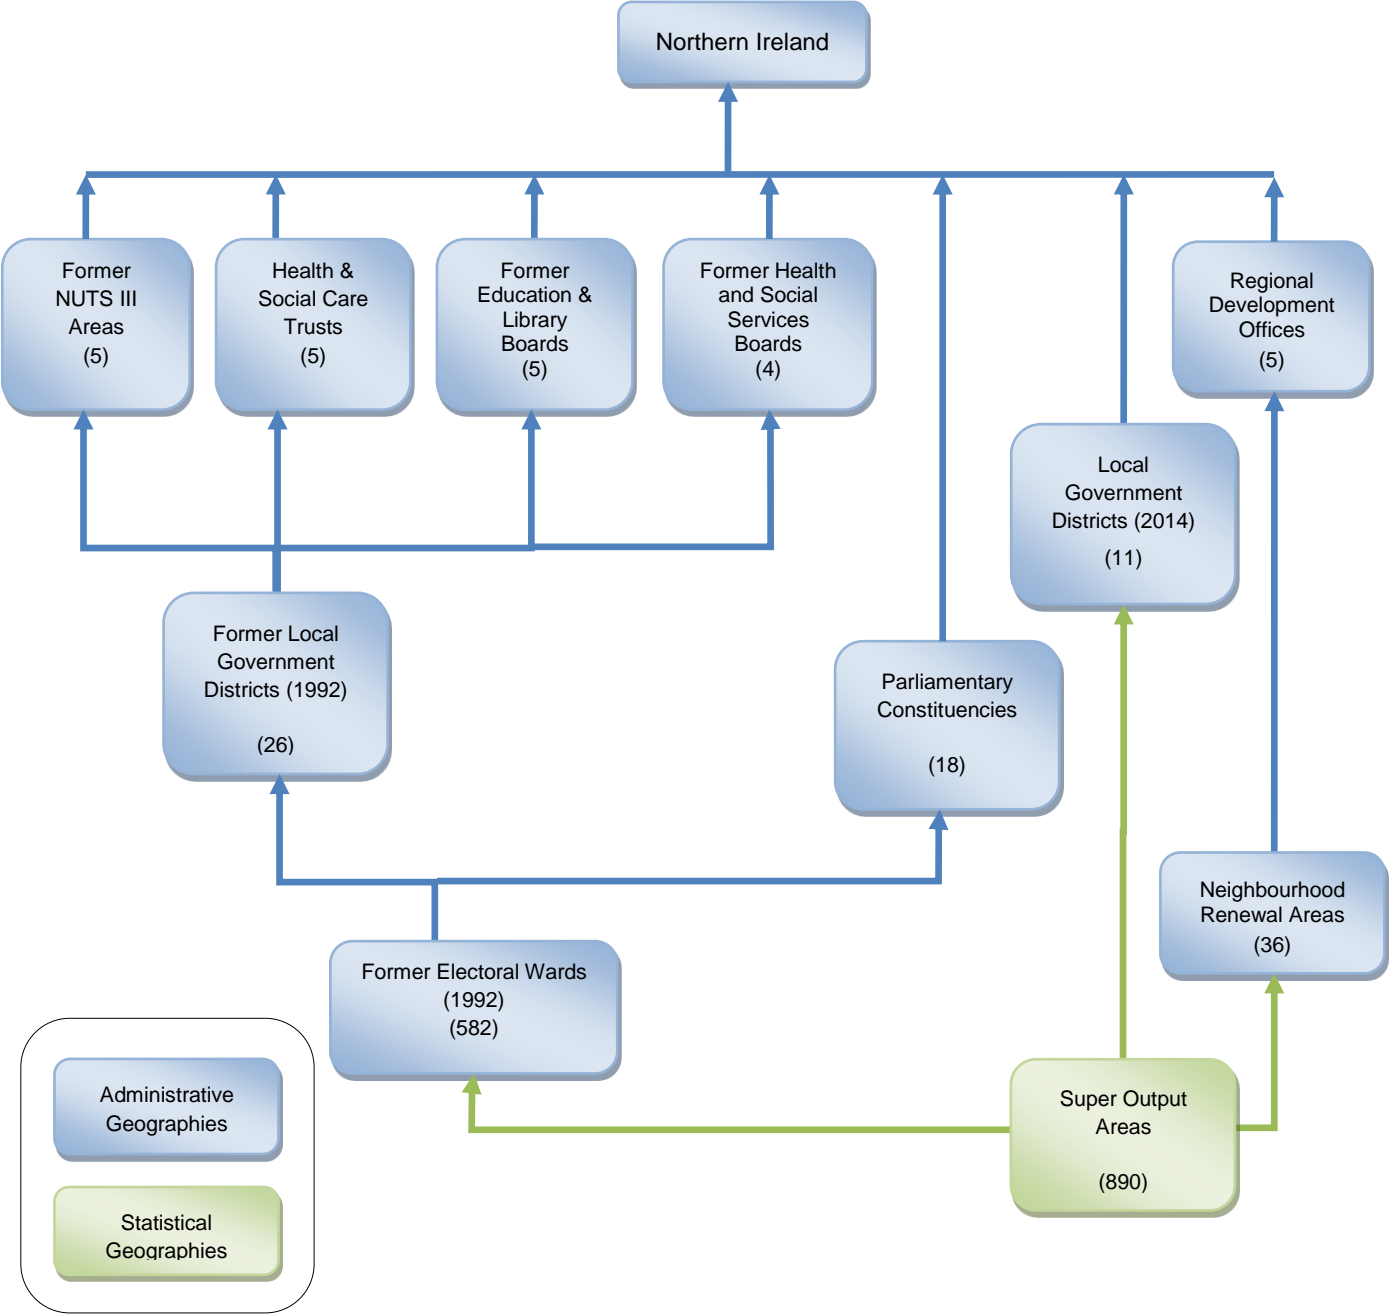 Northern Ireland
Former
NUTS III
Areas
(5)
Health &
Social Care
Trusts
(5)
Former
Education &
Library
Boards
(5)
Former Health
and Social
Services
Boards
(4)
Regional
Development
Offices
(5)
Local
Government
Districts (2014)
(11)
Former Local
Government
Districts (1992)
(26)
Parliamentary
Constituencies
(18)
Neighbourhood
Renewal Areas
(36)
Former Electoral Wards
(1992)
(582)
Super Output
Areas
(890)
Administrative
Geographies
Statistical
Geographies